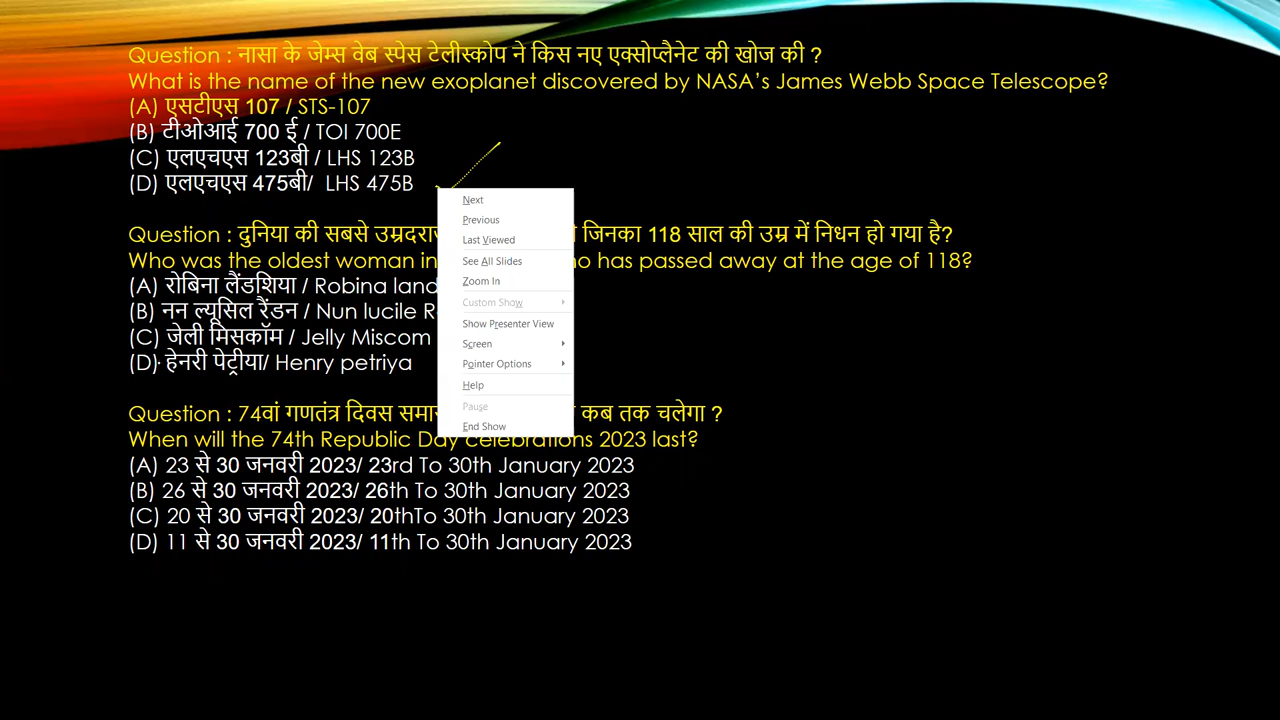 Question : नासा के जेम्स वेब स्पेस टेलीस्कोप ने किस नए एक्सोप्लैनेट की खोज की ?
What is the name of the new exoplanet discovered by NASA’s James Webb Space Telescope?
(A) एसटीएस 107 / STS-107
(B) टीओआई 700 ई / TOI 700E
(C) एलएचएस 123बी / LHS 123B
(D) एलएचएस 475बी/ LHS 475B
Next
Previous
Last Viewed
See All Slides
Zoom In
Custom Show
Show Presenter View
Screen
Pointer Options
Help
Pause
End Show
Question : दुनिया की सबसे जिनका 118 साल की उम्र में निधन हो गया है?
Who was the oldest woman in has passed away at the age of 118?
(A) रोबिना लैंडशिया / Robina
(B) नन ल्यूसिल रैंडन / Nun lucile
(C) जेली मिसकॉम / Jelly Miscom
(D) हेनरी पेट्रीया/ Henry petriya
Question : 74वां गणतंत्र दिवस कब तक चलेगा ?
When will the 74th Republic Day celebrations 2023 last?
(A) 23 से 30 जनवरी 2023/ 23rd To 30th January 2023
(B) 26 से 30 जनवरी 2023/ 26th To 30th January 2023
(C) 20 से 30 जनवरी 2023/ 20thTo 30th January 2023
(D) 11 से 30 जनवरी 2023/ 11th To 30th January 2023